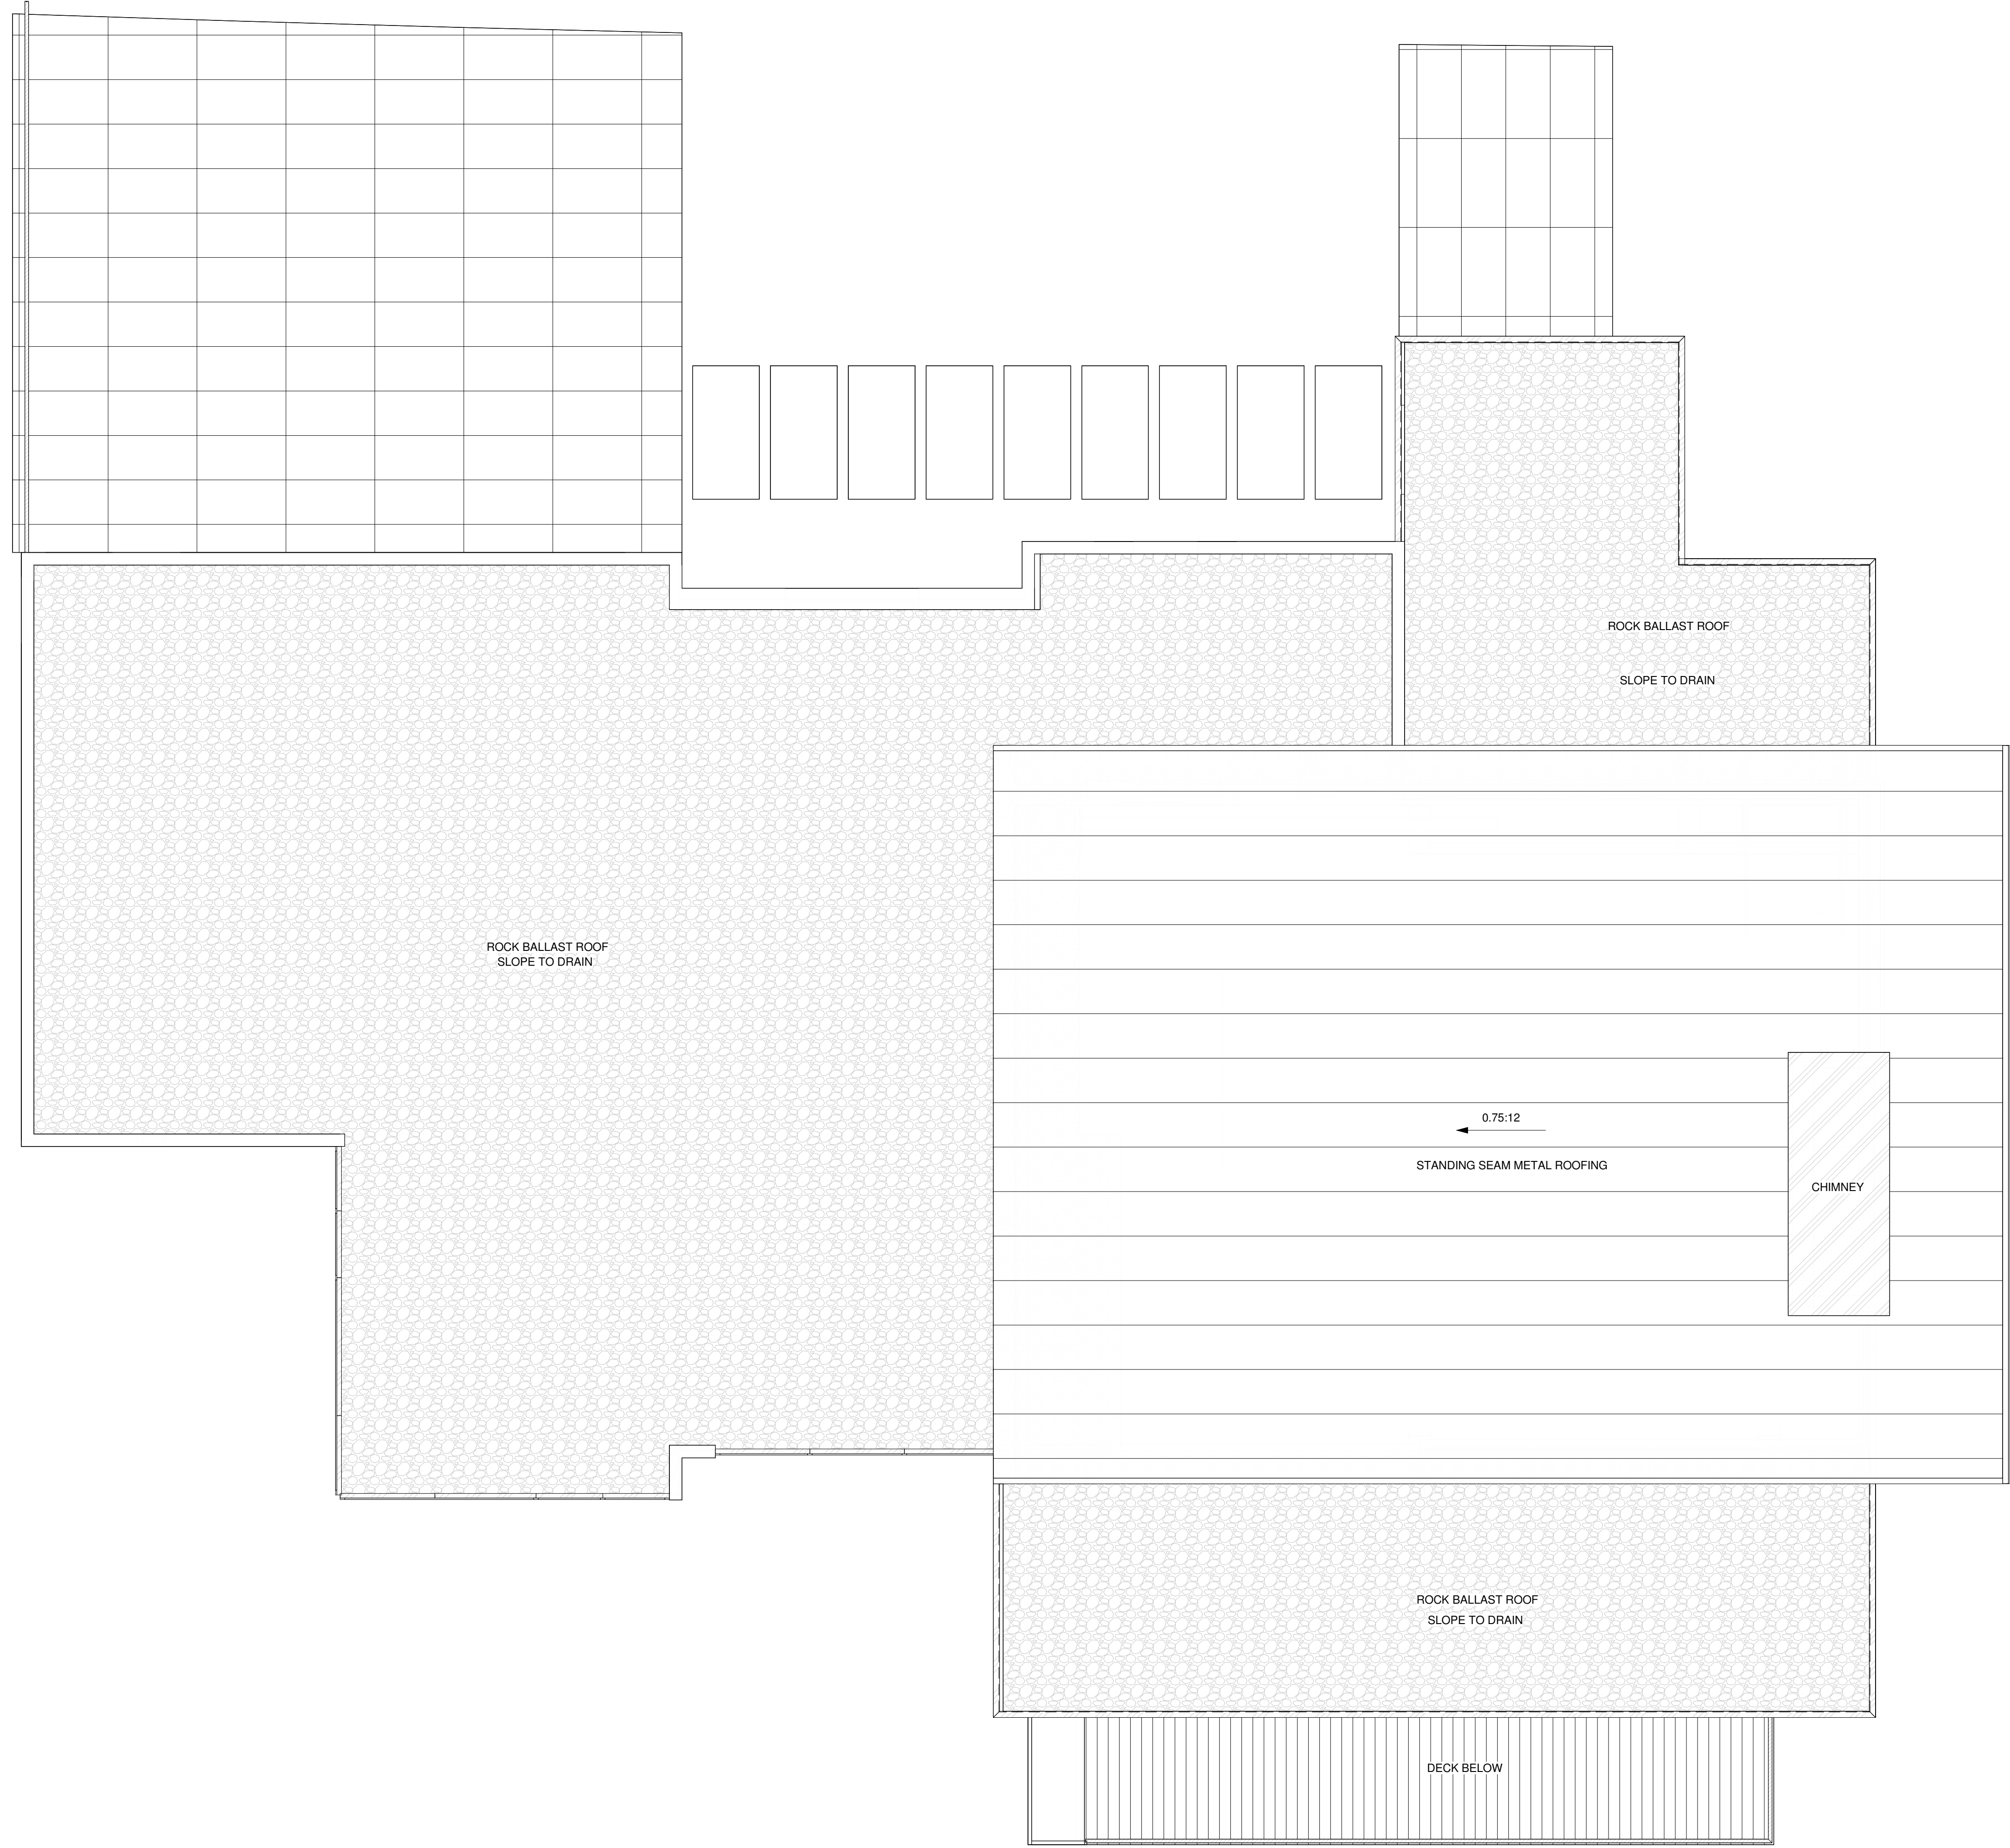 ROCK BALLAST ROOF
SLOPE TO DRAIN
ROCK BALLAST ROOF
SLOPE TO DRAIN
0.75:12
STANDING SEAM METAL ROOFING
CHIMNEY
ROCK BALLAST ROOF
SLOPE TO DRAIN
DECK BELOW